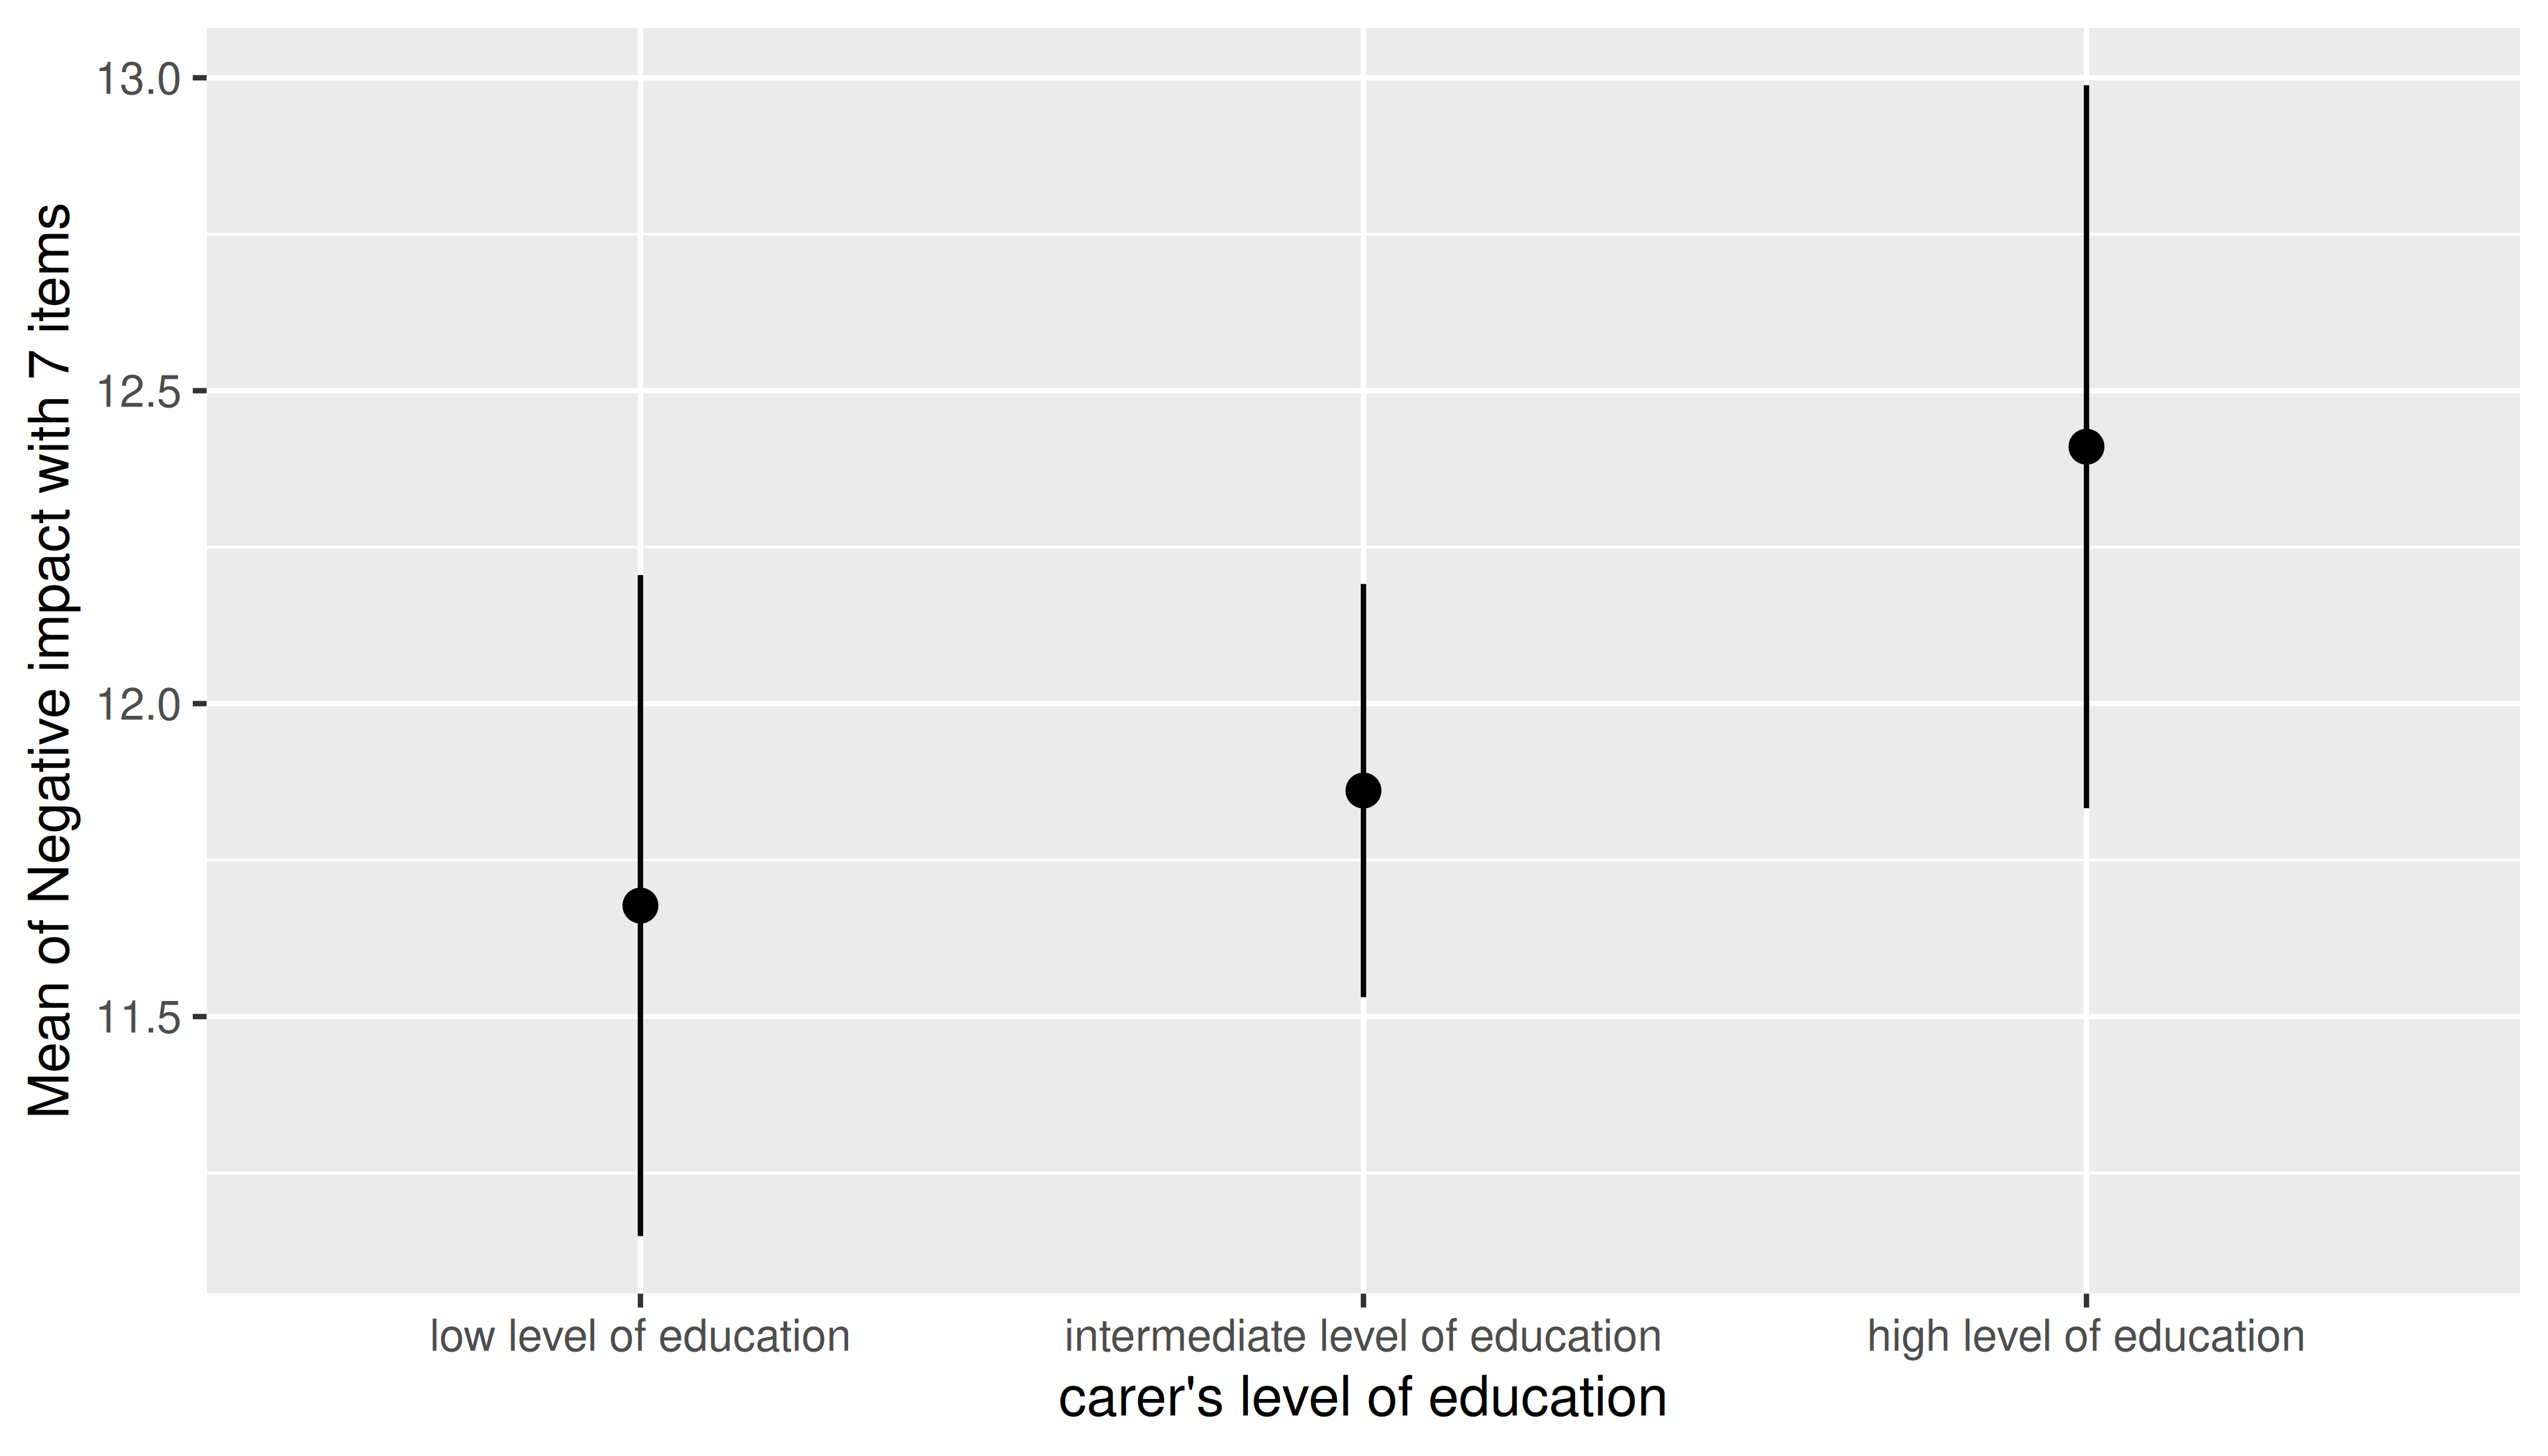 Mean of Negative impact with 7 items
13.0
12.5
12.0
11.5
low level of education
intermediate level of education
high level of education
carer's level of education